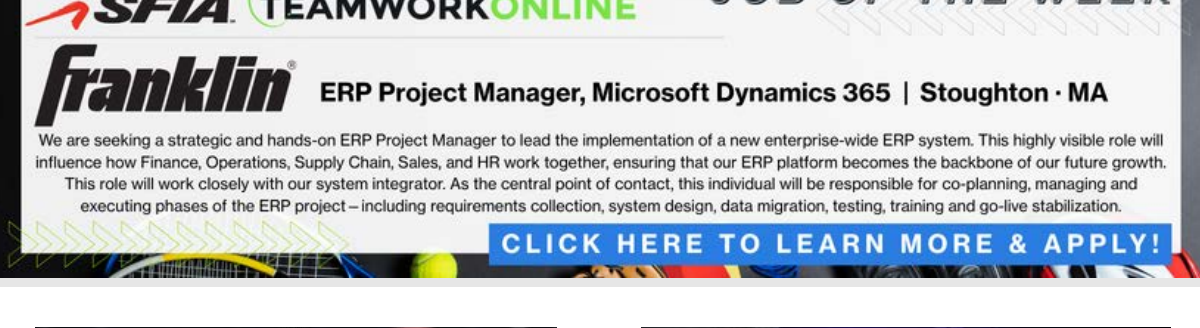 SFIA TEAMWORKONLINE JOB OF THE WEEK
franklin®
ERP Project Manager, Microsoft Dynamics 365 | Stoughton · MA
We are seeking a strategic and hands-on ERP Project Manager to lead the implementation of a new enterprise-wide ERP system. This highly visible role will
influence how Finance, Operations, Supply Chain, Sales, and HR work together, ensuring that our ERP platform becomes the backbone of our future growth.
This role will work closely with our system integrator. As the central point of contact, this individual will be responsible for co-planning, managing and
executing phases of the ERP project – including requirements collection, system design, data migration, testing, training and go-live stabilization.
CLICK HERE TO LEARN MORE & APPLY!